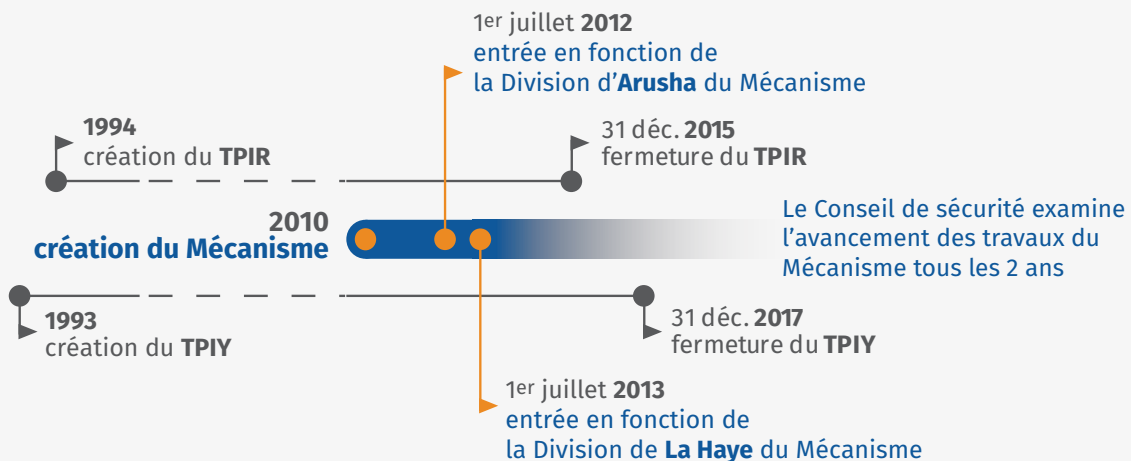 1er juillet 2012
entrée en fonction de
la Division d’Arusha du Mécanisme
1994
création du TPIR
31 déc. 2015
fermeture du TPIR
2010
création du Mécanisme
Le Conseil de sécurité examine
l’avancement des travaux du
Mécanisme tous les 2 ans
1993
création du TPIY
31 déc. 2017
fermeture du TPIY
1er juillet 2013
entrée en fonction de
la Division de La Haye du Mécanisme